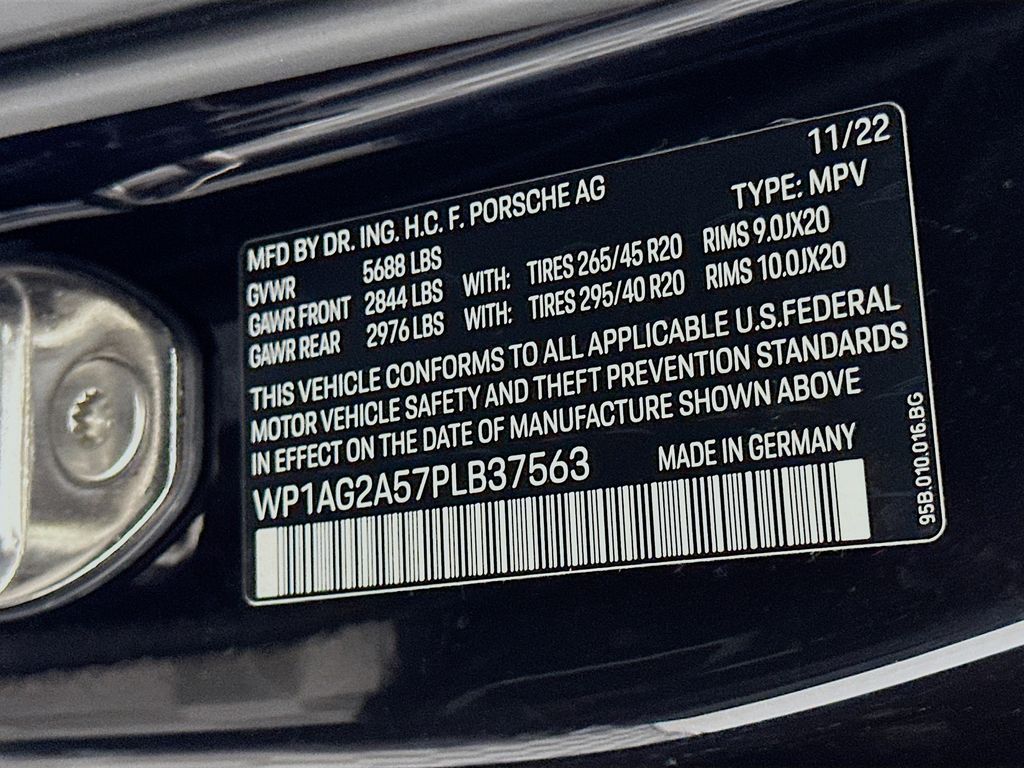 11/22
MFD BY DR. ING. H.C. F. PORSCHE AG
TYPE: MPV
GVWR 5688 LBS
GAWR FRONT 2844 LBS WITH: TIRES 265/45 R20 RIMS 9.0JX20
GAWR REAR 2976 LBS WITH: TIRES 295/40 R20 RIMS 10.0JX20
THIS VEHICLE CONFORMS TO ALL APPLICABLE U.S.FEDERAL
MOTOR VEHICLE SAFETY AND THEFT PREVENTION STANDARDS
IN EFFECT ON THE DATE OF MANUFACTURE SHOWN ABOVE
WP1AG2A57PLB37563 MADE IN GERMANY
95B.010.016.BG